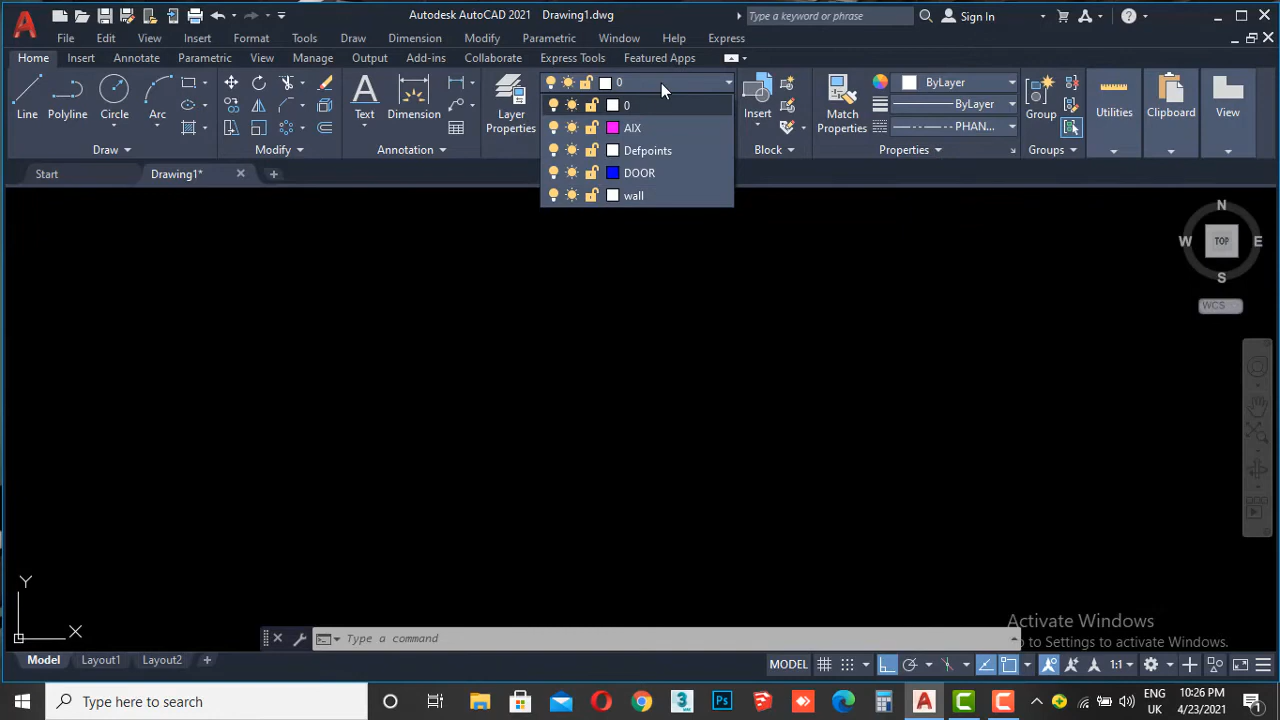 Autodesk AutoCAD 2021 Drawing1.dwg
Type a keyword or phrase
Sign In
File Edit View Insert Format Tools Draw Dimension Modify Parametric Window Help Express
Home Insert Annotate Parametric View Manage Output Add-ins Collaborate Express Tools Featured Apps
Line Polyline Circle Arc
Text Dimension
Layer Properties
0
Insert
Match Properties
ByLayer
ByLayer
PHAN...
Group
Utilities
Clipboard
View
Draw Modify Annotation Block Properties Groups
0
AIX
Defpoints
DOOR
wall
Start Drawing1*
N
W TOP E
S
WCS
Y
X
Activate Windows
to Settings to activate Windows.
Type a command
Model Layout1 Layout2
MODEL
1:1
Type here to search
3
Ps
ENG
UK
10:26 PM
4/23/2021
1